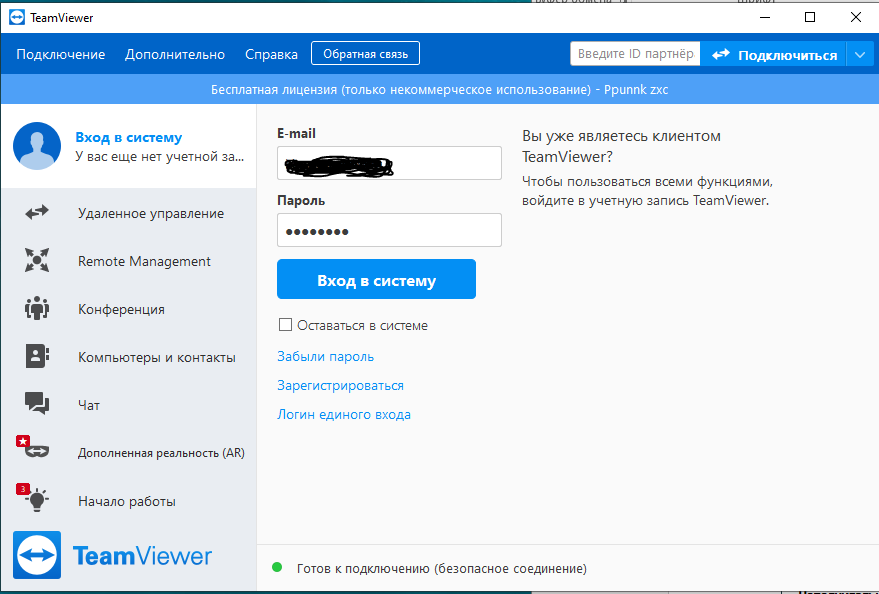 TeamViewer
Подключение Дополнительно Справка Обратная связь Введите ID партнёр Подключиться
Бесплатная лицензия (только некоммерческое использование) - Ppunnk zxc
Вход в систему
У вас еще нет учетной за...
Удаленное управление
Remote Management
Конференция
Компьютеры и контакты
Чат
Дополненная реальность (AR)
3
Начало работы
TeamViewer
E-mail
Пароль
Вход в систему
Оставаться в системе
Забыли пароль
Зарегистрироваться
Логин единого входа
Вы уже являетесь клиентом
TeamViewer?
Чтобы пользоваться всеми функциями,
войдите в учетную запись TeamViewer.
Готов к подключению (безопасное соединение)